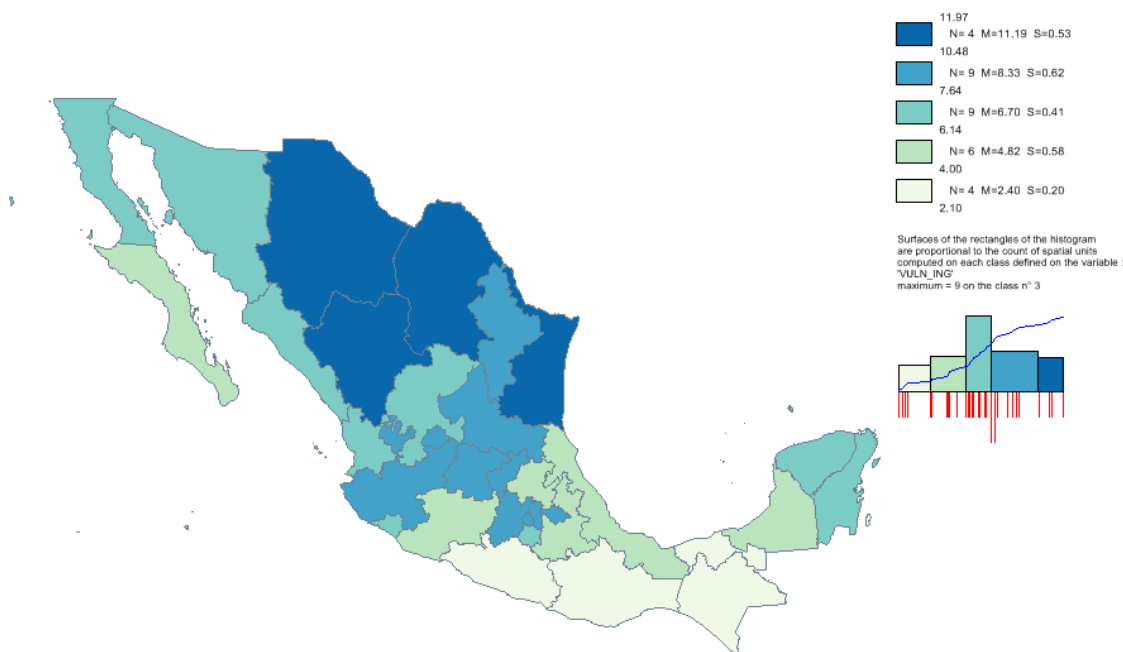 11.97
N= 4 M=11.19 S=0.53
10.48
N= 9 M=8.33 S=0.62
7.64
N= 9 M=6.70 S=0.41
6.14
N= 6 M=4.82 S=0.58
4.00
N= 4 M=2.40 S=0.20
2.10
Surfaces of the rectangles of the histogram
are proportional to the count of spatial units
computed on each class defined on the variable :
'VULN_ING'
maximum = 9 on the class n° 3